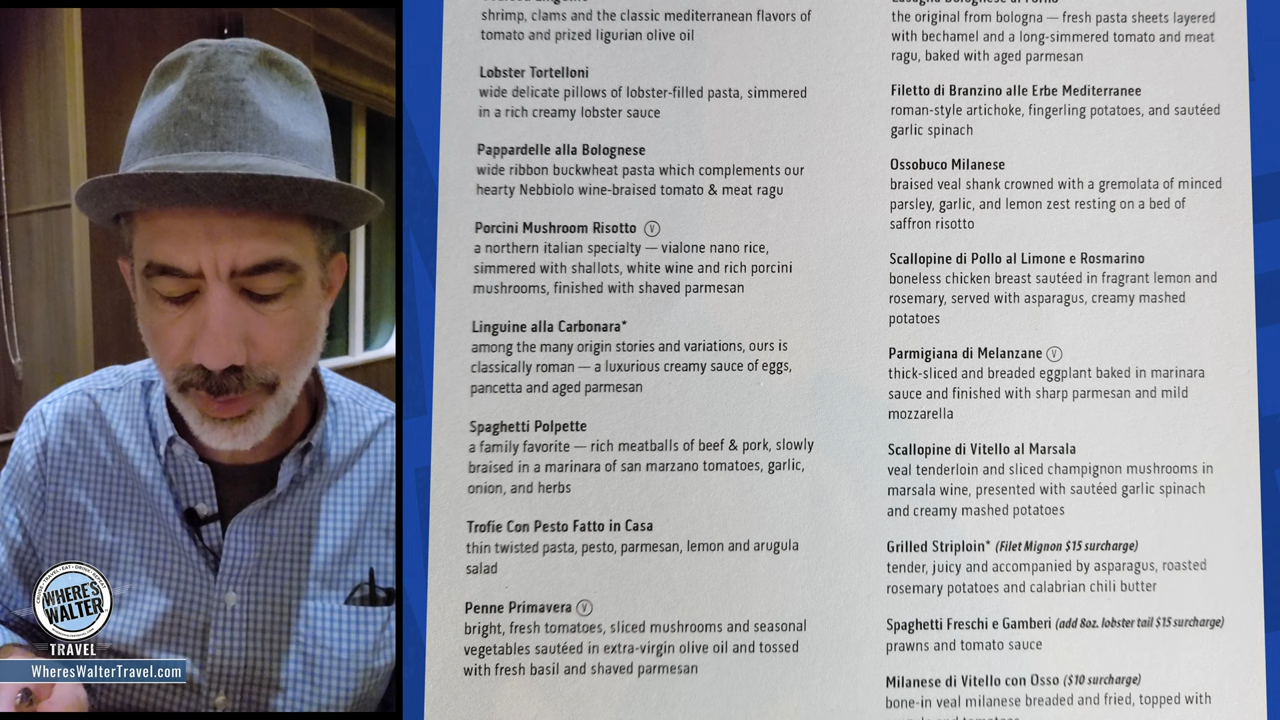 shrimp, clams and the classic mediterranean flavors of
tomato and prized ligurian olive oil
Lobster Tortelloni
wide delicate pillows of lobster-filled pasta, simmered
in a rich creamy lobster sauce
Pappardelle alla Bolognese
wide ribbon buckwheat pasta which complements our
hearty Nebbiolo wine-braised tomato & meat ragu
Porcini Mushroom Risotto Ⓥ
a northern italian specialty — vialone nano rice,
simmered with shallots, white wine and rich porcini
mushrooms, finished with shaved parmesan
Linguine alla Carbonara*
among the many origin stories and variations, ours is
classically roman — a luxurious creamy sauce of eggs,
pancetta and aged parmesan
Spaghetti Polpette
a family favorite — rich meatballs of beef & pork, slowly
braised in a marinara of san marzano tomatoes, garlic,
onion, and herbs
Trofie Con Pesto Fatto in Casa
thin twisted pasta, pesto, parmesan, lemon and arugula
salad
Penne Primavera Ⓥ
bright, fresh tomatoes, sliced mushrooms and seasonal
vegetables sautéed in extra-virgin olive oil and tossed
with fresh basil and shaved parmesan
the original from bologna — fresh pasta sheets layered
with bechamel and a long-simmered tomato and meat
ragu, baked with aged parmesan
Filetto di Branzino alle Erbe Mediterranee
roman-style artichoke, fingerling potatoes, and sautéed
garlic spinach
Ossobuco Milanese
braised veal shank crowned with a gremolata of minced
parsley, garlic, and lemon zest resting on a bed of
saffron risotto
Scallopine di Pollo al Limone e Rosmarino
boneless chicken breast sautéed in fragrant lemon and
rosemary, served with asparagus, creamy mashed
potatoes
Parmigiana di Melanzane Ⓥ
thick-sliced and breaded eggplant baked in marinara
sauce and finished with sharp parmesan and mild
mozzarella
Scallopine di Vitello al Marsala
veal tenderloin and sliced champignon mushrooms in
marsala wine, presented with sautéed garlic spinach
and creamy mashed potatoes
Grilled Striploin* (Filet Mignon $15 surcharge)
tender, juicy and accompanied by asparagus, roasted
rosemary potatoes and calabrian chili butter
Spaghetti Freschi e Gamberi (add 8oz. lobster tail $15 surcharge)
prawns and tomato sauce
Milanese di Vitello con Osso ($10 surcharge)
bone-in veal milanese breaded and fried, topped with
WHERE'S
WALTER
TRAVEL
WheresWalterTravel.com